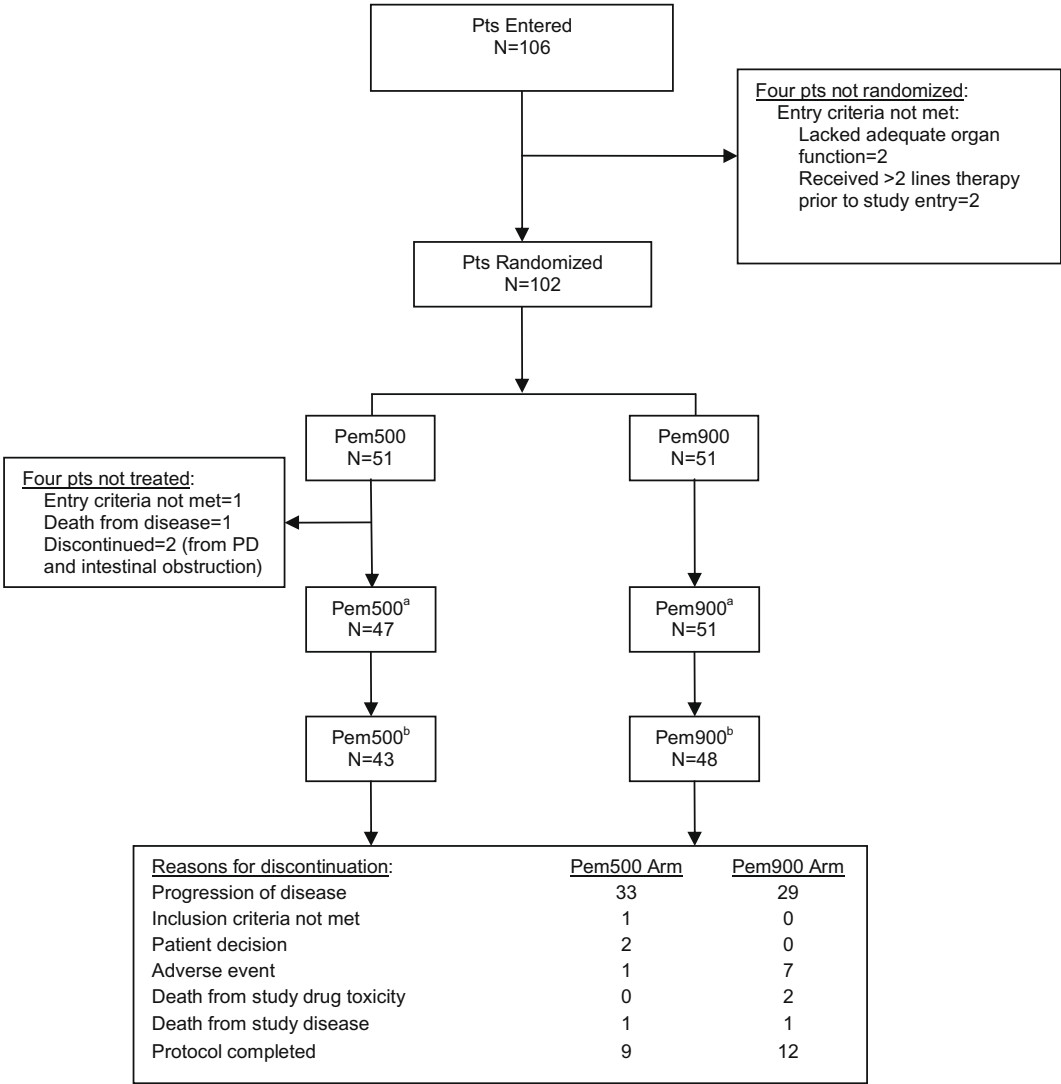 Pts Entered
N=106
Four pts not randomized:
Entry criteria not met:
Lacked adequate organ
function=2
Received >2 lines therapy
prior to study entry=2
Pts Randomized
N=102
Pem500
N=51
Pem900
N=51
Four pts not treated:
Entry criteria not met=1
Death from disease=1
Discontinued=2 (from PD
and intestinal obstruction)
Pem500ᵃ
N=47
Pem900ᵃ
N=51
Pem500ᵇ
N=43
Pem900ᵇ
N=48
Reasons for discontinuation: Pem500 Arm Pem900 Arm
Progression of disease 33 29
Inclusion criteria not met 1 0
Patient decision 2 0
Adverse event 1 7
Death from study drug toxicity 0 2
Death from study disease 1 1
Protocol completed 9 12